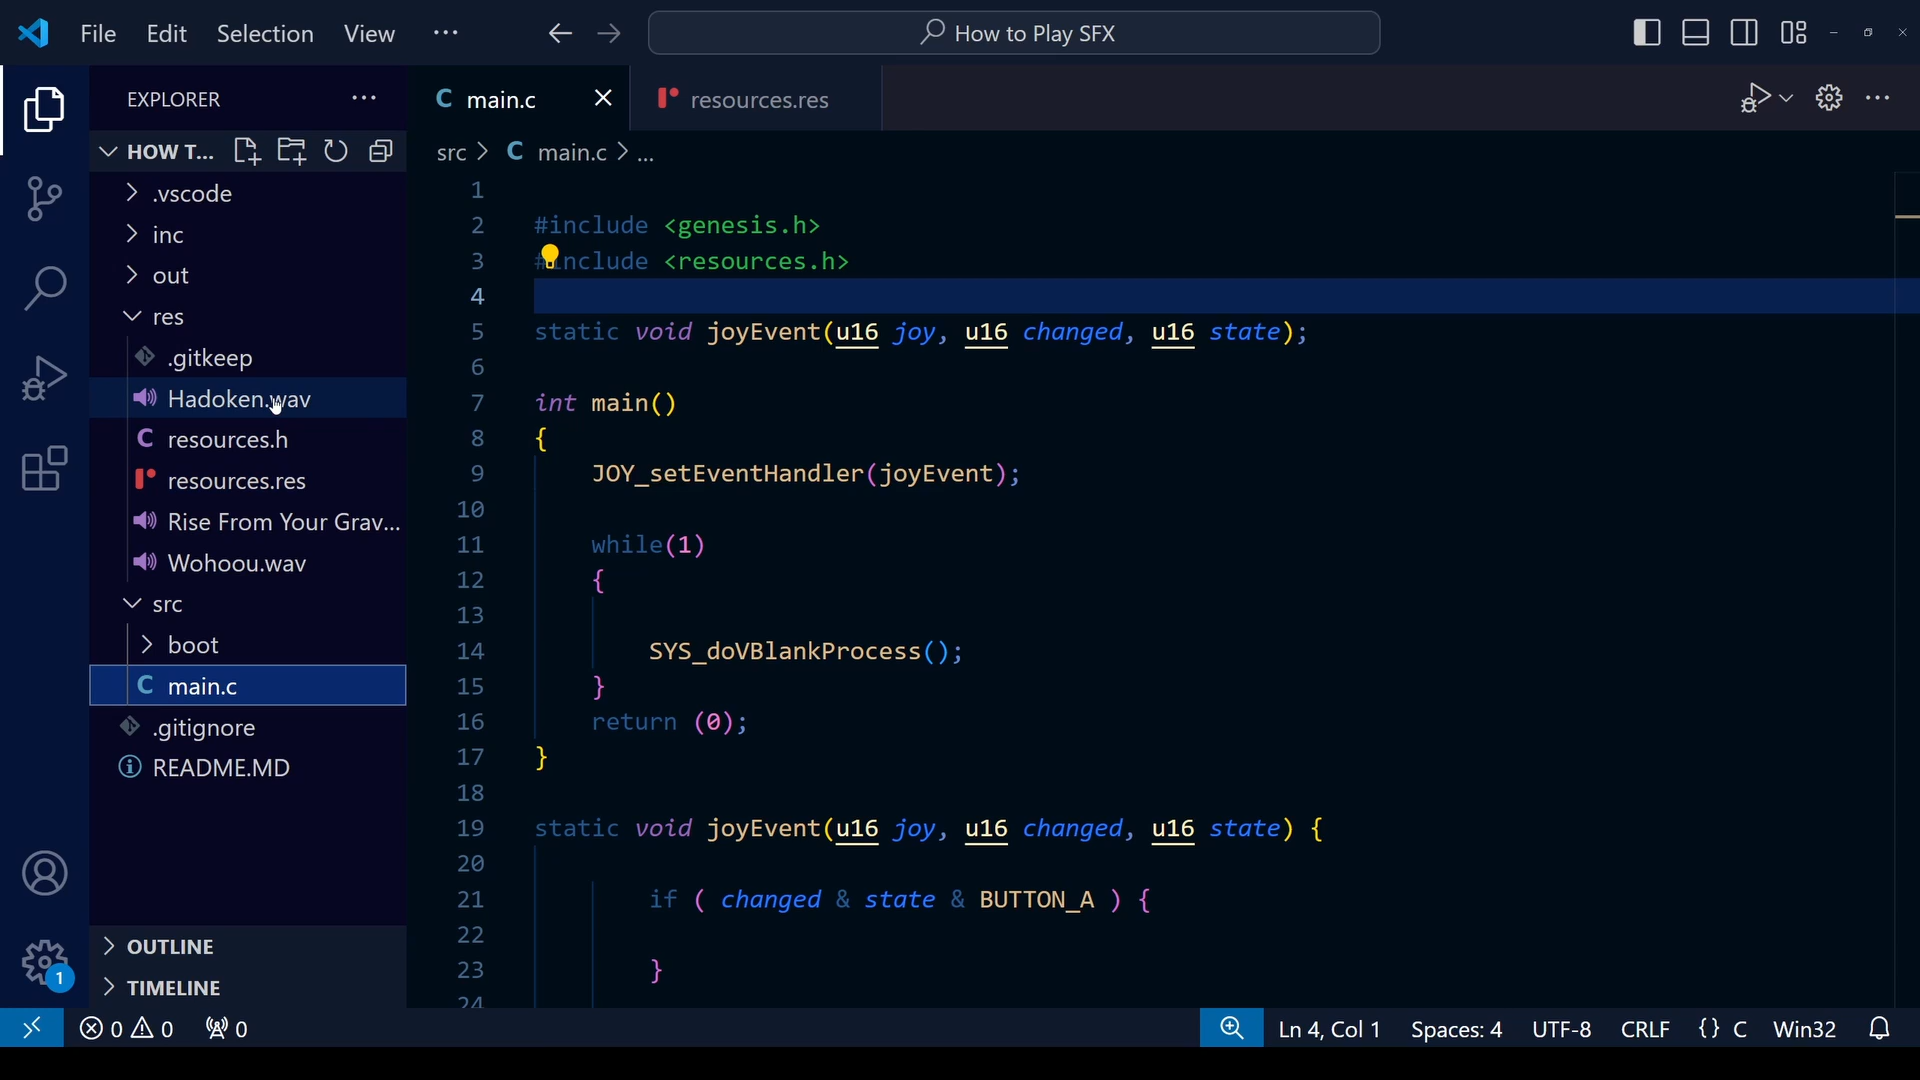 File Edit Selection View ...
How to Play SFX
EXPLORER
HOW T...
.vscode
inc
out
res
.gitkeep
Hadoken.wav
resources.h
resources.res
Rise From Your Grav...
Wohoou.wav
src
boot
main.c
.gitignore
README.MD
OUTLINE
TIMELINE
main.c
resources.res
src > C main.c > ...
1
2 #include <genesis.h>
3 #include <resources.h>
4
5 static void joyEvent(u16 joy, u16 changed, u16 state);
6
7 int main()
8 {
9 JOY_setEventHandler(joyEvent);
10
11 while(1)
12 {
13
14 SYS_doVBlankProcess();
15 }
16 return (0);
17 }
18
19 static void joyEvent(u16 joy, u16 changed, u16 state) {
20
21 if ( changed & state & BUTTON_A ) {
22
23 }
24
1
0 0 0
Ln 4, Col 1 Spaces: 4 UTF-8 CRLF {} C Win32